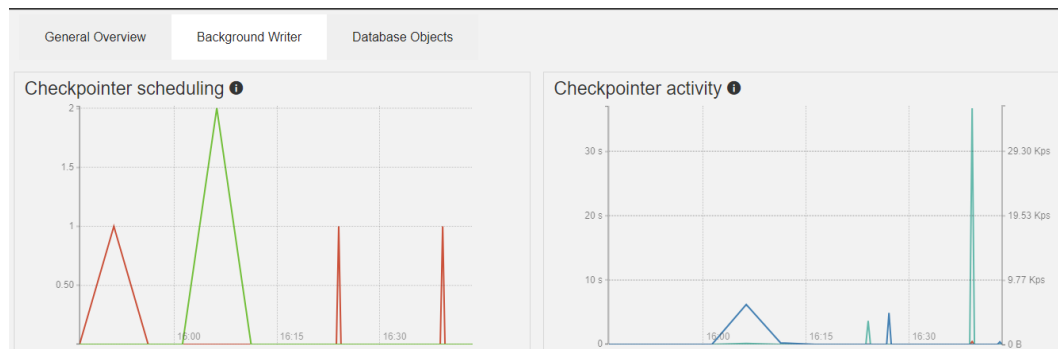 General Overview
Background Writer
Database Objects
Checkpointer scheduling
Checkpointer activity
2
1.5
1
0.50
16:00
16:15
16:30
30 s
20 s
10 s
0
16:00
16:15
16:30
29.30 Kps
19.53 Kps
9.77 Kps
0 B